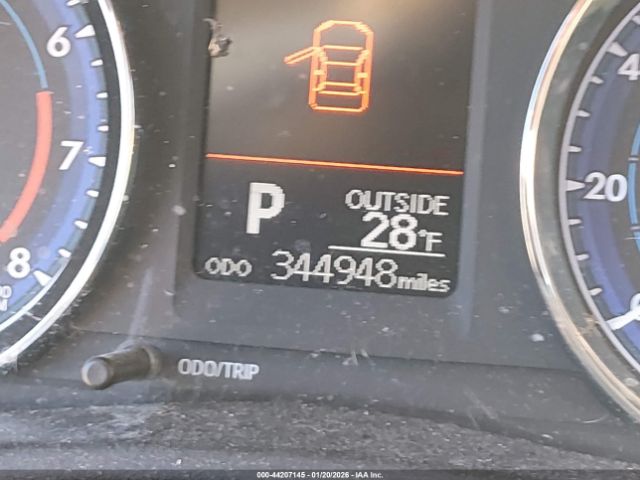 6
7
8
P
OUTSIDE
28°F
ODO 344948 miles
ODO/TRIP
20
000-44207145 - 01/20/2026 - IAA Inc.